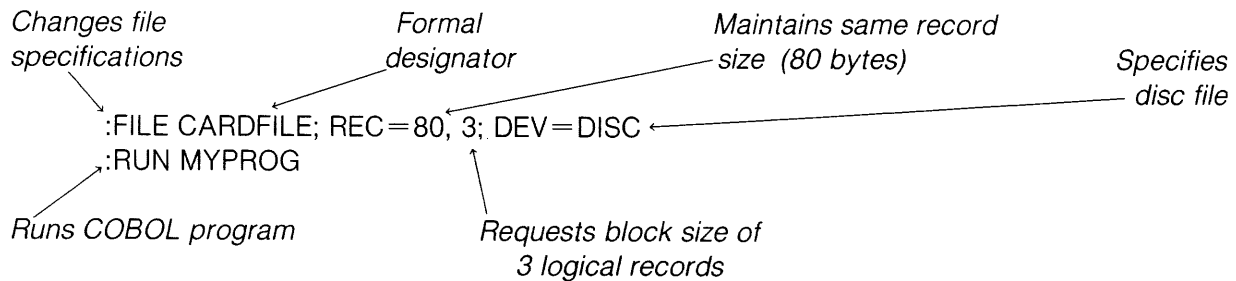 Changes file
specifications
Formal
designator
Maintains same record
size (80 bytes)
Specifies
disc file
:FILE CARDFILE; REC=80, 3; DEV=DISC
:RUN MYPROG
Runs COBOL program
Requests block size of
3 logical records